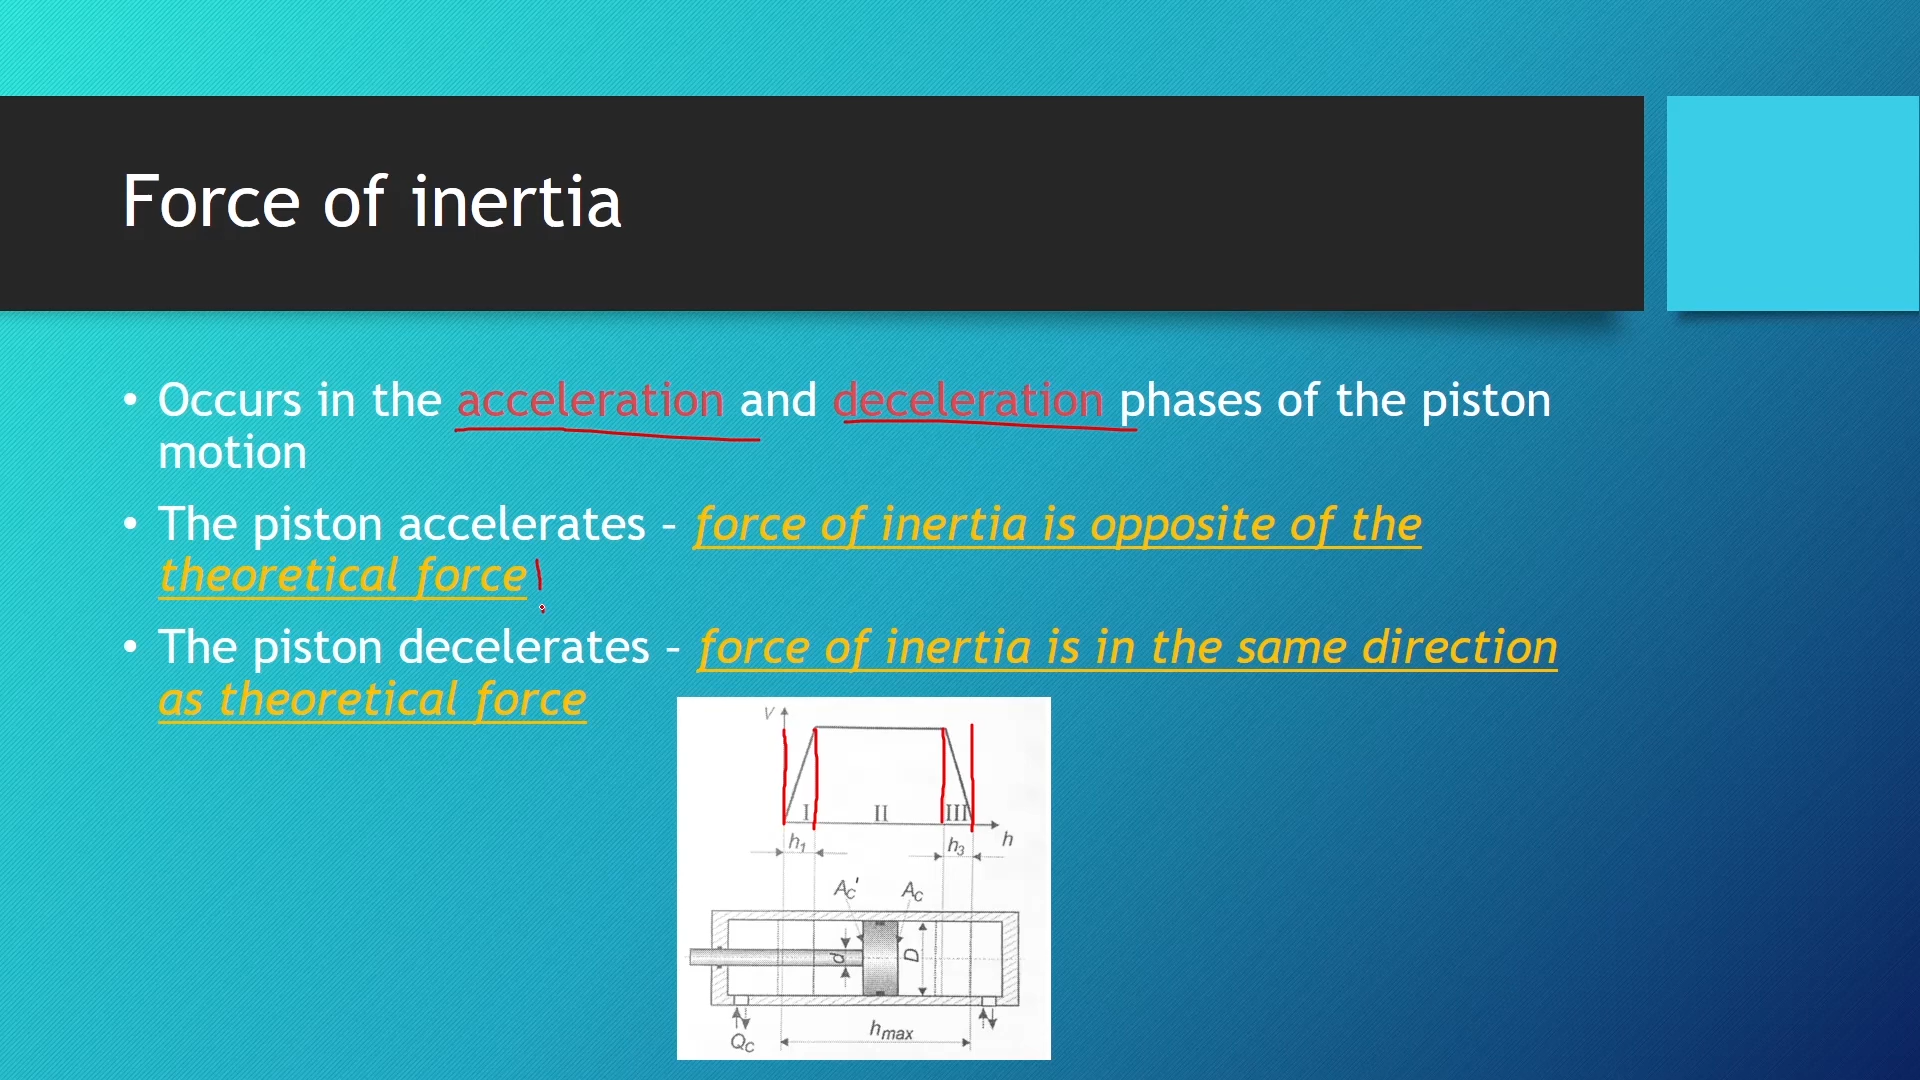 Force of inertia
• Occurs in the acceleration and deceleration phases of the piston
motion
• The piston accelerates – force of inertia is opposite of the
theoretical force
• The piston decelerates – force of inertia is in the same direction
as theoretical force
V
I II III
h
h1 h3
Ac' Ac
d D
hmax
Qc